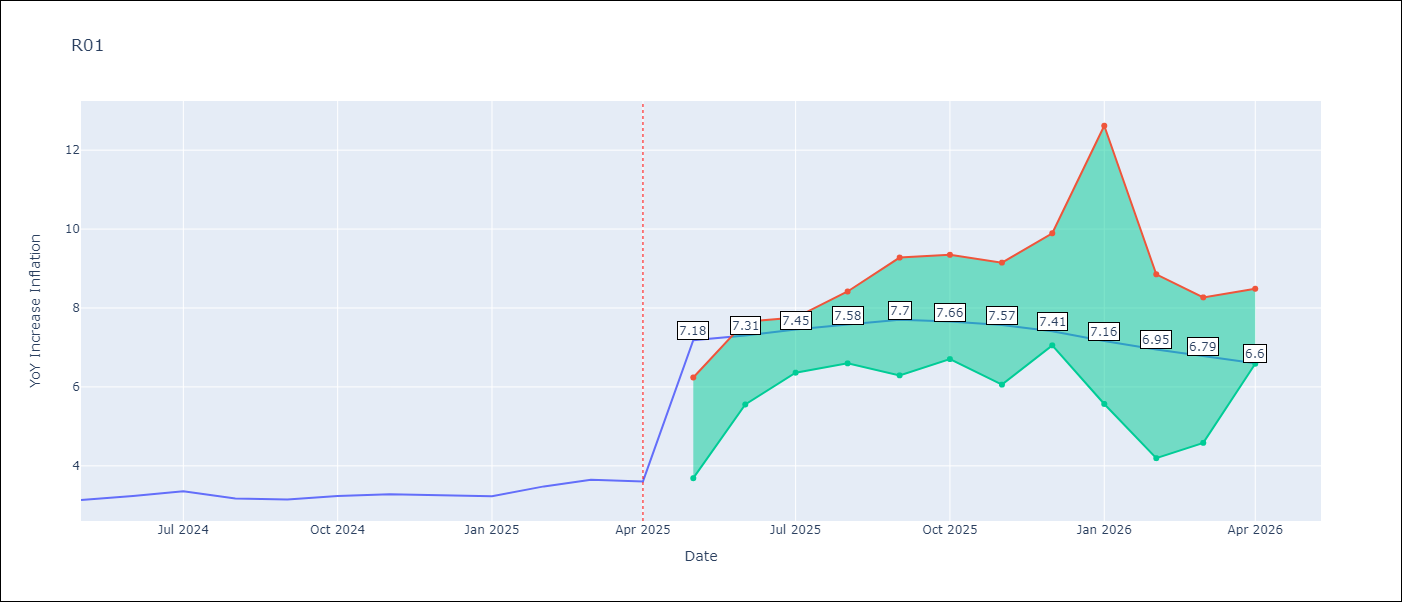 R01
YoY Increase Inflation
12
10
8
6
4
7.18
7.31
7.45
7.58
7.7
7.66
7.57
7.41
7.16
6.95
6.79
6.6
Jul 2024
Oct 2024
Jan 2025
Apr 2025
Jul 2025
Oct 2025
Jan 2026
Apr 2026
Date